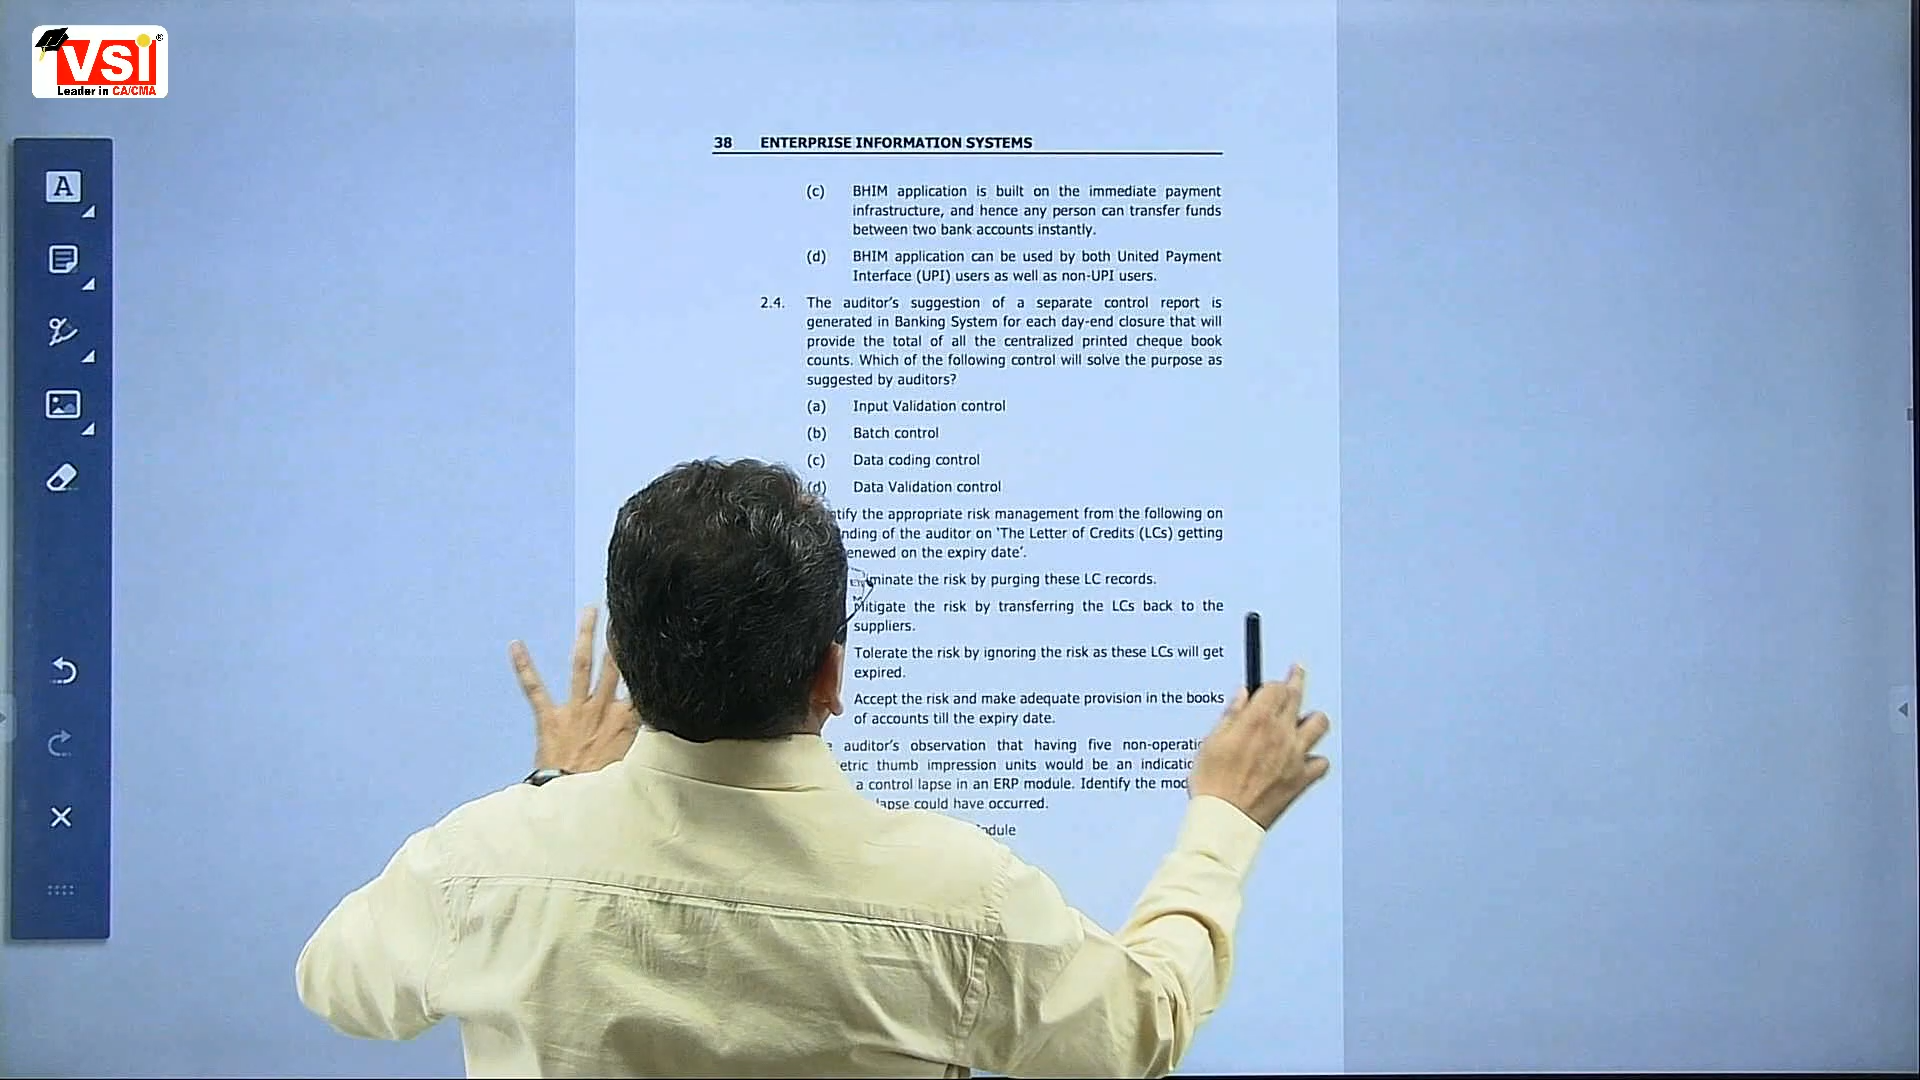 VSI
Leader in CA/CMA
A
38 ENTERPRISE INFORMATION SYSTEMS
(c) BHIM application is built on the immediate payment
infrastructure, and hence any person can transfer funds
between two bank accounts instantly.
(d) BHIM application can be used by both United Payment
Interface (UPI) users as well as non-UPI users.
2.4. The auditor's suggestion of a separate control report is
generated in Banking System for each day-end closure that will
provide the total of all the centralized printed cheque book
counts. Which of the following control will solve the purpose as
suggested by auditors?
(a) Input Validation control
(b) Batch control
(c) Data coding control
(d) Data Validation control
the appropriate risk management from the following on
of the auditor on 'The Letter of Credits (LCs) getting
on the expiry date'.
the risk by purging these LC records.
Mitigate the risk by transferring the LCs back to the
suppliers.
Tolerate the risk by ignoring the risk as these LCs will get
expired.
Accept the risk and make adequate provision in the books
of accounts till the expiry date.
auditor's observation that having five
thumb impression units would be an
a control lapse in an ERP module. Identify the
lapse could have occurred.